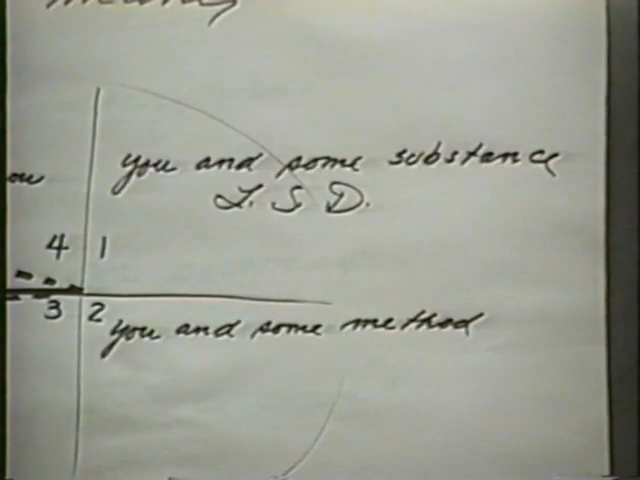 you and some substance
L. S. D.
4 1
3 2
you and some method